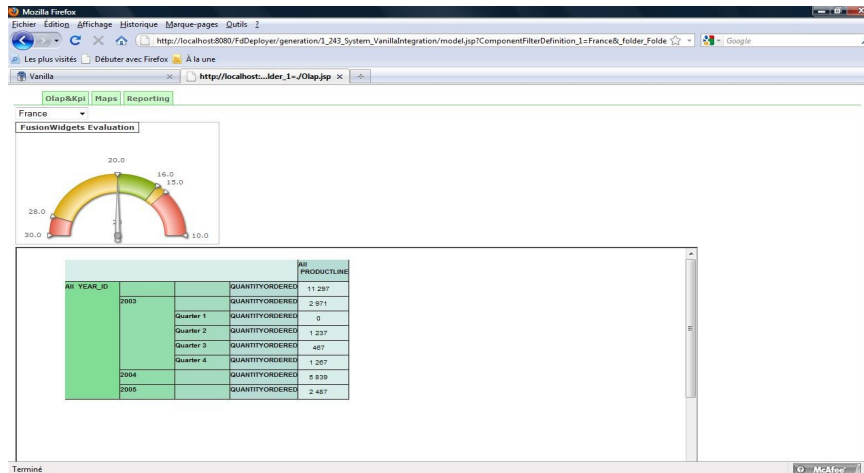 Mozilla Firefox
Fichier Édition Affichage Historique Marque-pages Outils ?
http://localhost:8080/FdDeployer/generation/1_243_System_VanillaIntegration/model.jsp?ComponentFilterDefinition_1=France&_folder_Folde
Google
Les plus visités Débuter avec Firefox À la une
Vanilla
http://localhost:...lder_1=./Olap.jsp
Olap&Kpi Maps Reporting
France
FusionWidgets Evaluation
20.0
16.0
15.0
28.0
30.0
10.0
All PRODUCTLINE
All YEAR_ID QUANTITYORDERED 11 297
2003 QUANTITYORDERED 2 971
Quarter 1 QUANTITYORDERED 0
Quarter 2 QUANTITYORDERED 1 237
Quarter 3 QUANTITYORDERED 467
Quarter 4 QUANTITYORDERED 1 267
2004 QUANTITYORDERED 5 839
2005 QUANTITYORDERED 2 487
Terminé
McAfee